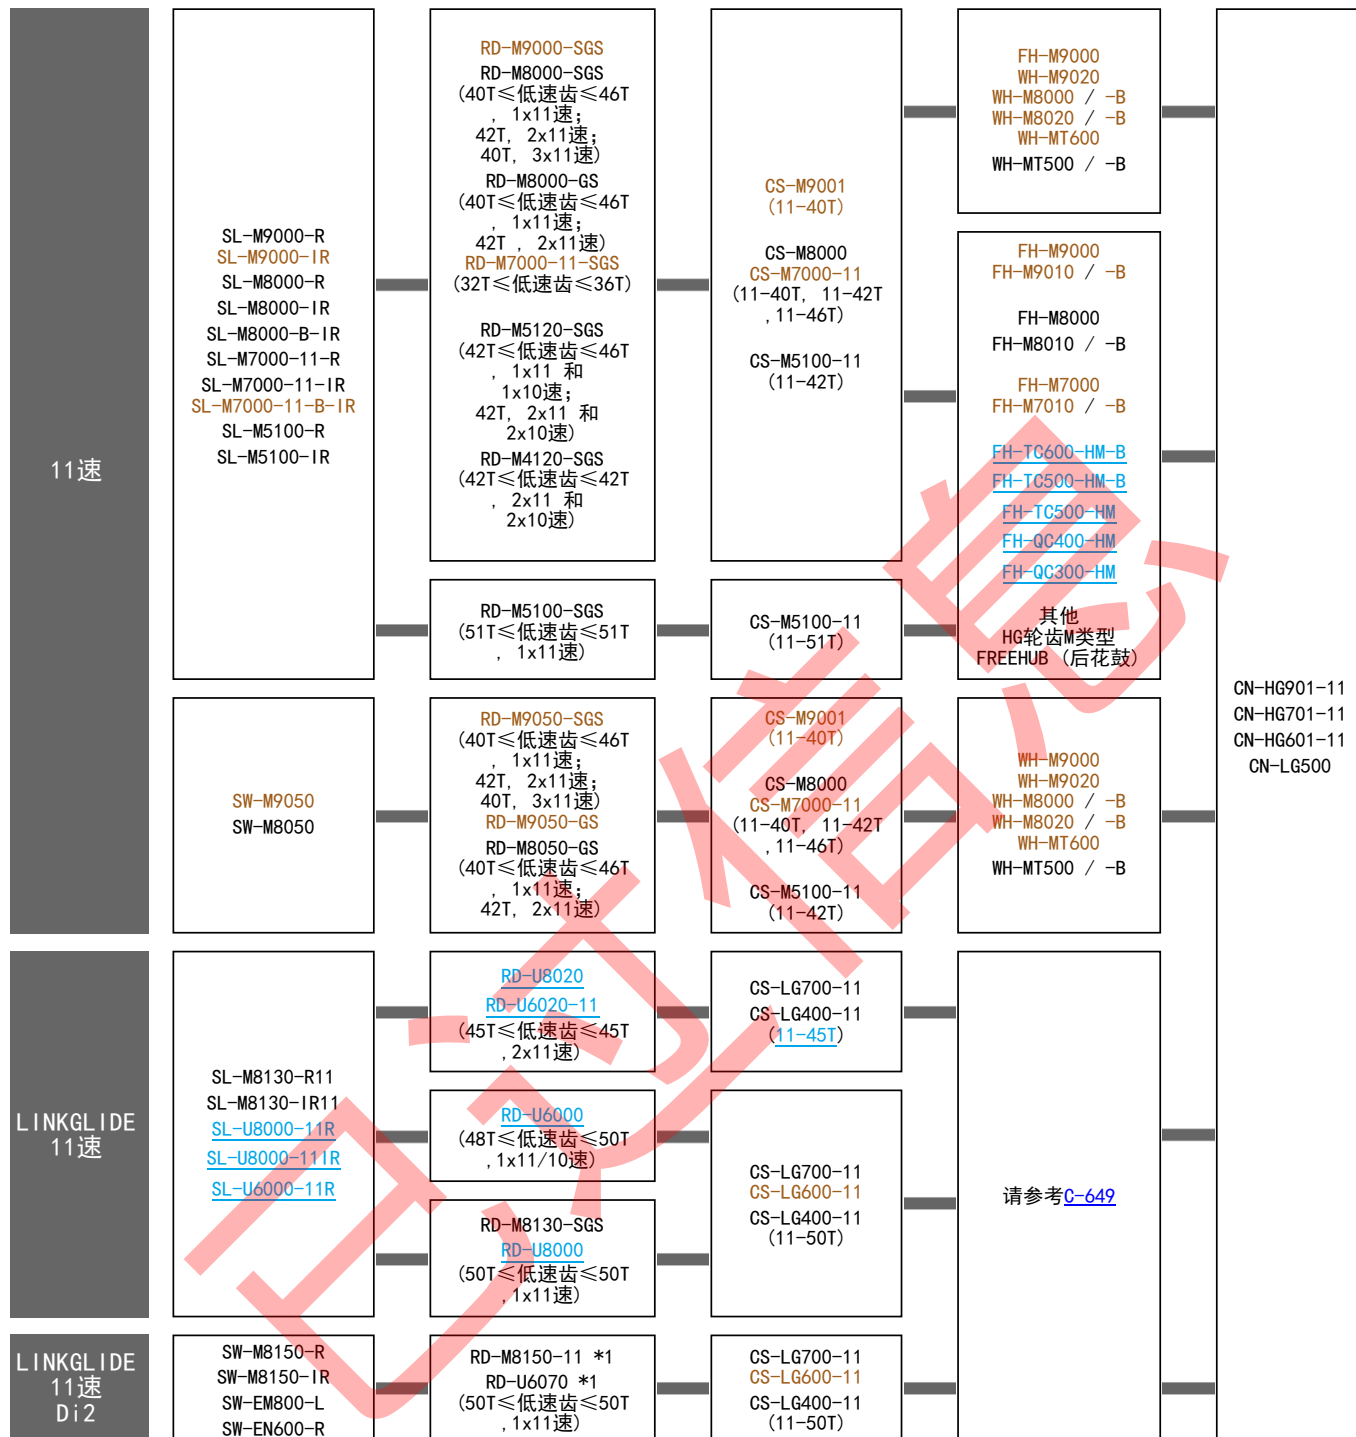 11速
SL-M9000-R
SL-M9000-IR
SL-M8000-R
SL-M8000-IR
SL-M8000-B-IR
SL-M7000-11-R
SL-M7000-11-IR
SL-M7000-11-B-IR
SL-M5100-R
SL-M5100-IR
RD-M9000-SGS
RD-M8000-SGS
(40T≤低速齿≤46T
, 1x11速;
42T, 2x11速;
40T, 3x11速)
RD-M8000-GS
(40T≤低速齿≤46T
, 1x11速;
42T , 2x11速)
RD-M7000-11-SGS
(32T≤低速齿≤36T)
RD-M5120-SGS
(42T≤低速齿≤46T
, 1x11 和
1x10速;
42T, 2x11 和
2x10速)
RD-M4120-SGS
(42T≤低速齿≤42T
, 2x11 和
2x10速)
CS-M9001
(11-40T)
CS-M8000
CS-M7000-11
(11-40T, 11-42T
,11-46T)
CS-M5100-11
(11-42T)
FH-M9000
WH-M9020
WH-M8000 / -B
WH-M8020 / -B
WH-MT600
WH-MT500 / -B
FH-M9000
FH-M9010 / -B
FH-M8000
FH-M8010 / -B
FH-M7000
FH-M7010 / -B
FH-TC600-HM-B
FH-TC500-HM-B
FH-TC500-HM
FH-QC400-HM
FH-QC300-HM
其他
HG轮齿M类型
FREEHUB (后花鼓)
RD-M5100-SGS
(51T≤低速齿≤51T
, 1x11速)
CS-M5100-11
(11-51T)
SW-M9050
SW-M8050
RD-M9050-SGS
(40T≤低速齿≤46T
, 1x11速;
42T, 2x11速;
40T, 3x11速)
RD-M9050-GS
RD-M8050-GS
(40T≤低速齿≤46T
, 1x11速;
42T, 2x11速)
CS-M9001
(11-40T)
CS-M8000
CS-M7000-11
(11-40T, 11-42T
,11-46T)
CS-M5100-11
(11-42T)
WH-M9000
WH-M9020
WH-M8000 / -B
WH-M8020 / -B
WH-MT600
WH-MT500 / -B
CN-HG901-11
CN-HG701-11
CN-HG601-11
CN-LG500
LINKGLIDE
11速
SL-M8130-R11
SL-M8130-IR11
SL-U8000-11R
SL-U8000-11IR
SL-U6000-11R
RD-U8020
RD-U6020-11
(45T≤低速齿≤45T
,2x11速)
CS-LG700-11
CS-LG400-11
(11-45T)
RD-U6000
(48T≤低速齿≤50T
,1x11/10速)
RD-M8130-SGS
RD-U8000
(50T≤低速齿≤50T
,1x11速)
CS-LG700-11
CS-LG600-11
CS-LG400-11
(11-50T)
请参考C-649
LINKGLIDE
11速
Di2
SW-M8150-R
SW-M8150-IR
SW-EM800-L
SW-EN600-R
RD-M8150-11 *1
RD-U6070 *1
(50T≤低速齿≤50T
,1x11速)
CS-LG700-11
CS-LG600-11
CS-LG400-11
(11-50T)
已过信息